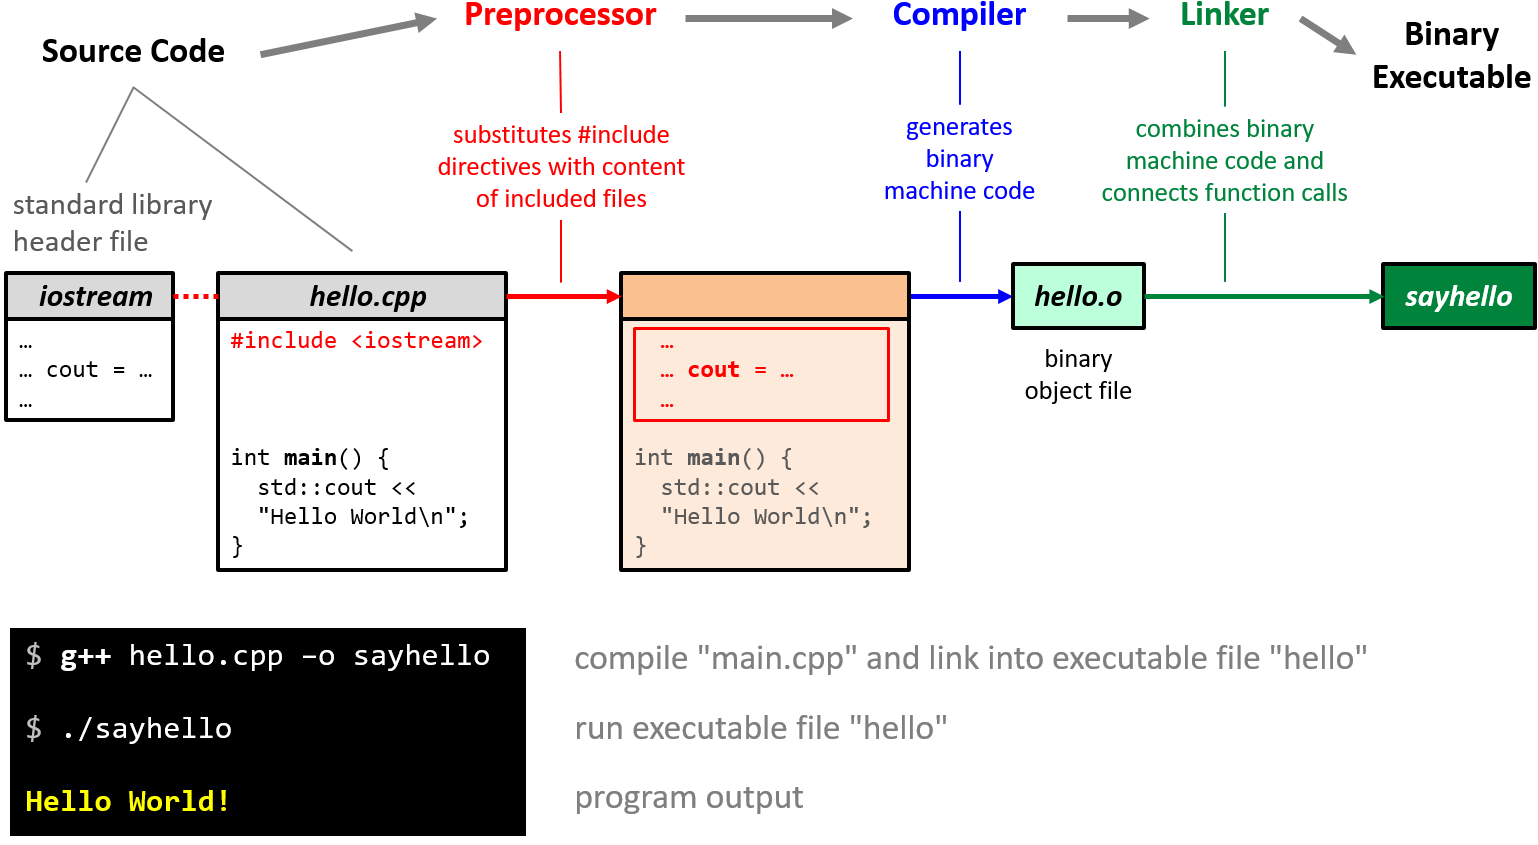 Source Code
Preprocessor
Compiler
Linker
Binary
Executable
substitutes #include
directives with content
of included files
generates
binary
machine code
combines binary
machine code and
connects function calls
standard library
header file
iostream
…
… cout = …
…
hello.cpp
#include <iostream>
int main() {
  std::cout <<
  "Hello World\n";
}
…
… cout = …
…
int main() {
  std::cout <<
  "Hello World\n";
}
hello.o
binary
object file
sayhello
$ g++ hello.cpp –o sayhello
compile "main.cpp" and link into executable file "hello"
$ ./sayhello
run executable file "hello"
Hello World!
program output